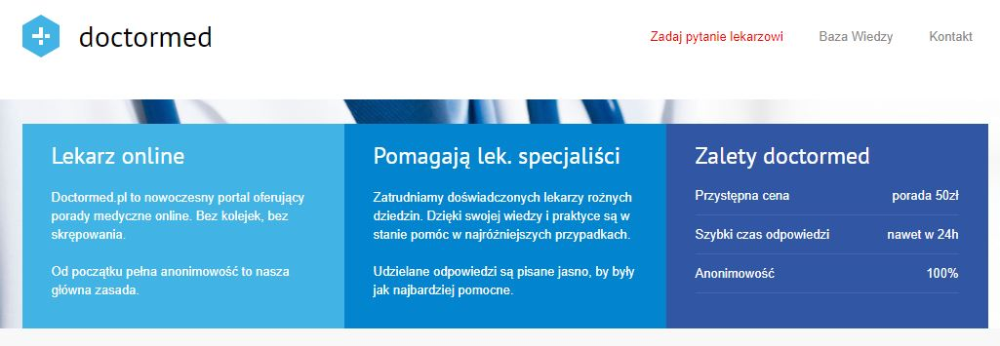 doctormed
Zadaj pytanie lekarzowi
Baza Wiedzy
Kontakt
Lekarz online
Doctormed.pl to nowoczesny portal oferujący
porady medyczne online. Bez kolejek, bez
skrępowania.
Od początku pełna anonimowość to nasza
główna zasada.
Pomagają lek. specjaliści
Zatrudniamy doświadczonych lekarzy rożnych
dziedzin. Dzięki swojej wiedzy i praktyce są w
stanie pomóc w najróżniejszych przypadkach.
Udzielane odpowiedzi są pisane jasno, by były
jak najbardziej pomocne.
Zalety doctormed
Przystępna cena porada 50zł
Szybki czas odpowiedzi nawet w 24h
Anonimowość 100%